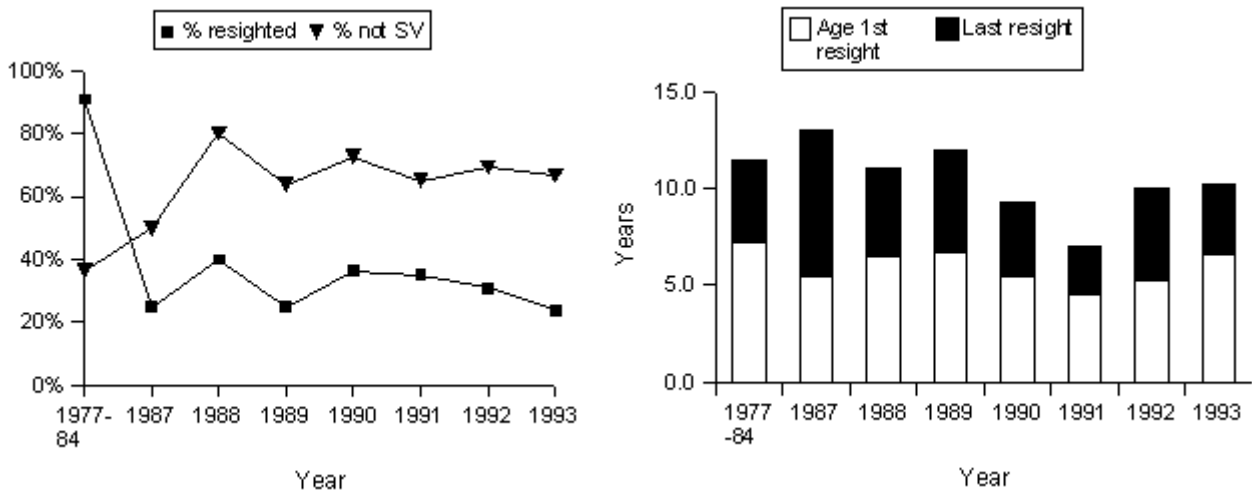 % resighted % not SV
100%
80%
60%
40%
20%
0%
1977-
84 1987 1988 1989 1990 1991 1992 1993
Year
Age 1st
resight Last resight
15.0
10.0
5.0
0.0
Years
1977
-84 1987 1988 1989 1990 1991 1992 1993
Year